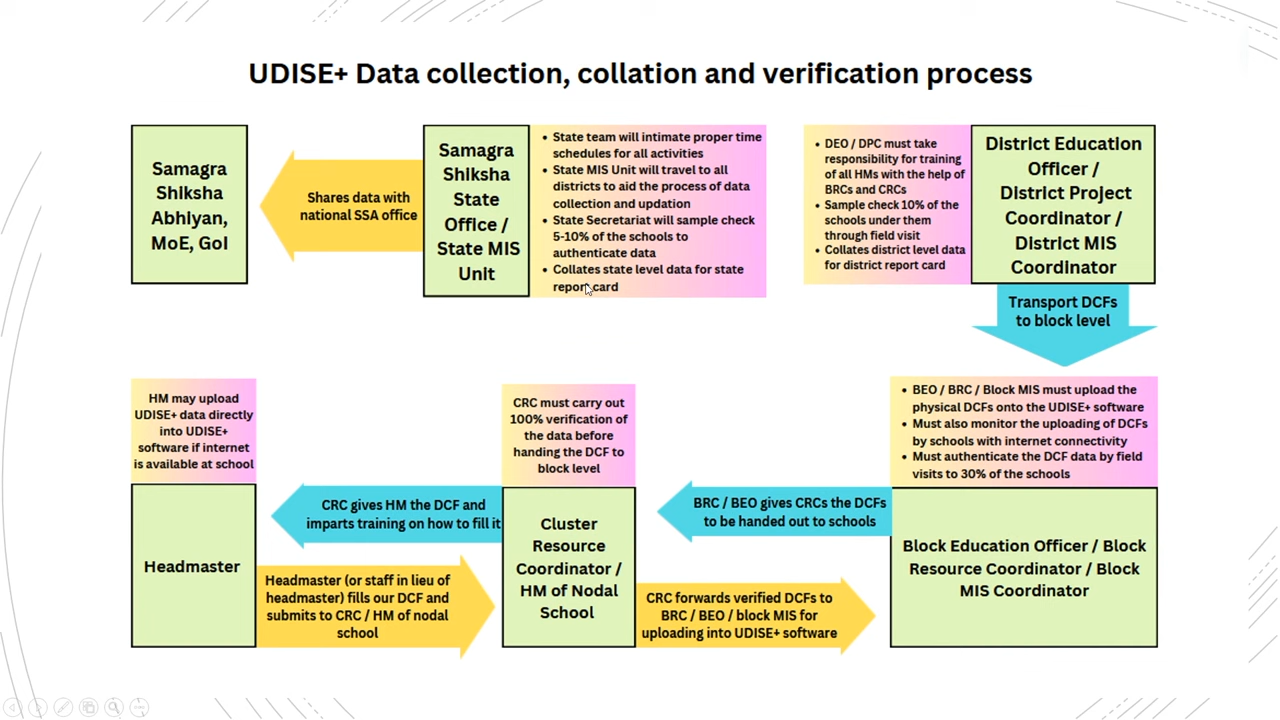 UDISE+ Data collection, collation and verification process
Samagra
Shiksha
Abhiyan,
MoE, GoI
Shares data with
national SSA office
Samagra
Shiksha
State
Office /
State MIS
Unit
• State team will intimate proper time
schedules for all activities
• State MIS Unit will travel to all
districts to aid the process of data
collection and updation
• State Secretariat will sample check
5-10% of the schools to
authenticate data
• Collates state level data for state
report card
• DEO / DPC must take
responsibility for training
of all HMs with the help of
BRCs and CRCs
• Sample check 10% of the
schools under them
through field visit
• Collates district level data
for district report card
District Education
Officer /
District Project
Coordinator /
District MIS
Coordinator
Transport DCFs
to block level
HM may upload
UDISE+ data directly
into UDISE+
software if internet
is available at school
CRC must carry out
100% verification of
the data before
handing the DCF to
block level
• BEO / BRC / Block MIS must upload the
physical DCFs onto the UDISE+ software
• Must also monitor the uploading of DCFs
by schools with internet connectivity
• Must authenticate the DCF data by field
visits to 30% of the schools
Headmaster
CRC gives HM the DCF and
imparts training on how to fill it
Headmaster (or staff in lieu of
headmaster) fills our DCF and
submits to CRC / HM of nodal
school
Cluster
Resource
Coordinator /
HM of Nodal
School
BRC / BEO gives CRCs the DCFs
to be handed out to schools
CRC forwards verified DCFs to
BRC / BEO / block MIS for
uploading into UDISE+ software
Block Education Officer / Block
Resource Coordinator / Block
MIS Coordinator